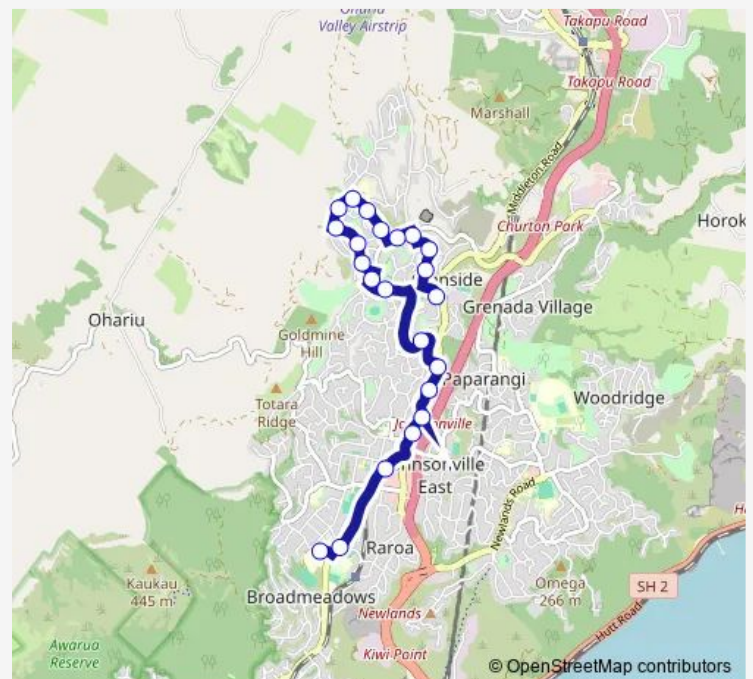 Takapu Road
Valley Airstrip
Takapu Road
Marshall
Middleton Road
Churton Park
Horok
Grenada Village
Ohariu
Goldmine
Hill
Paparangi
Totara
Ridge
Woodridge
East
Newlands Road
Raroa
Kaukau
445 m
Omega
266 m
SH 2
Broadmeadows
Newlands
Hutt Road
Awarua
Reserve
Kiwi Point
© OpenStreetMap contributors